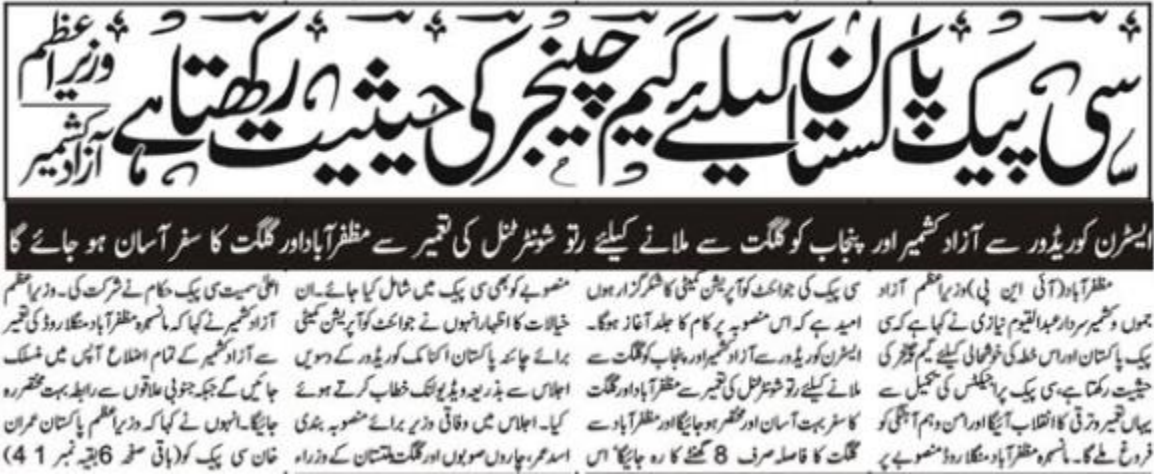 سی پیک پاکستان کیلئے گیم چینجر کی حیثیت رکھتا ہے
وزیراعظم
آزاد کشمیر
ایسٹرن کوریڈور سے آزاد کشمیر اور پنجاب کو گلگت سے ملانے کیلئے رتو شونٹر ٹنل کی تعمیر سے مظفرآباد اور گلگت کا سفر آسان ہو جائے گا
مظفرآباد(آئی این پی)وزیراعظم آزاد
جموں وکشمیر سردار عبدالقیوم نیازی نے کہا ہے کہ سی
پیک پاکستان اور اس خطہ کی خوشحالی کیلئے گیم چینجر کی
حیثیت رکھتا ہے،سی پیک پراجیکٹس کی تکمیل سے
یہاں تعمیر وترقی کا انقلاب آئیگا اور امن وہم آہنگی کو
فروغ ملے گا۔ مانسہرہ مظفرآباد منگلا روڈ منصوبے پر
سی پیک کی جوائنٹ کوآپریشن کمیٹی کا شکر گزار ہوں
امید ہے کہ اس منصوبہ پر کام کا جلد آغاز ہوگا۔
ایسٹرن کوریڈور سے آزاد کشمیر اور پنجاب کو گلگت سے
ملانے کیلئے رتو شونٹر ٹنل کی تعمیر سے مظفرآباد اور گلگت
کا سفر بہت آسان اور مختصر ہو جائیگا اور مظفرآباد سے
گلگت کا فاصلہ صرف 8 گھنٹے کا رہ جائیگا اس
منصوبے کو بھی سی پیک میں شامل کیا جائے۔ان
خیالات کا اظہار انہوں نے جوائنٹ کوآپریشن کمیٹی
برائے چائنہ پاکستان اکنامک کوریڈور کے دسویں
اجلاس سے بذریعہ ویڈیو لنک خطاب کرتے ہوئے
کیا۔اجلاس میں وفاقی وزیر برائے منصوبہ بندی
اسد عمر، چاروں صوبوں اور گلگت بلتستان کے وزراء
اعلیٰ سمیت سی پیک حکام نے شرکت کی۔وزیراعظم
آزاد کشمیر نے کہا کہ مانسہرہ مظفرآباد منگلا روڈ کی تعمیر
سے آزاد کشمیر کے تمام اضلاع آپس میں منسلک
جائیں گے جبکہ جنوبی علاقوں سے رابطہ بہت مختصر رہ
جائیگا۔انہوں نے کہا کہ وزیراعظم پاکستان عمران
خان سی پیک کو(باقی صفحہ 6 بقیہ نمبر 41)